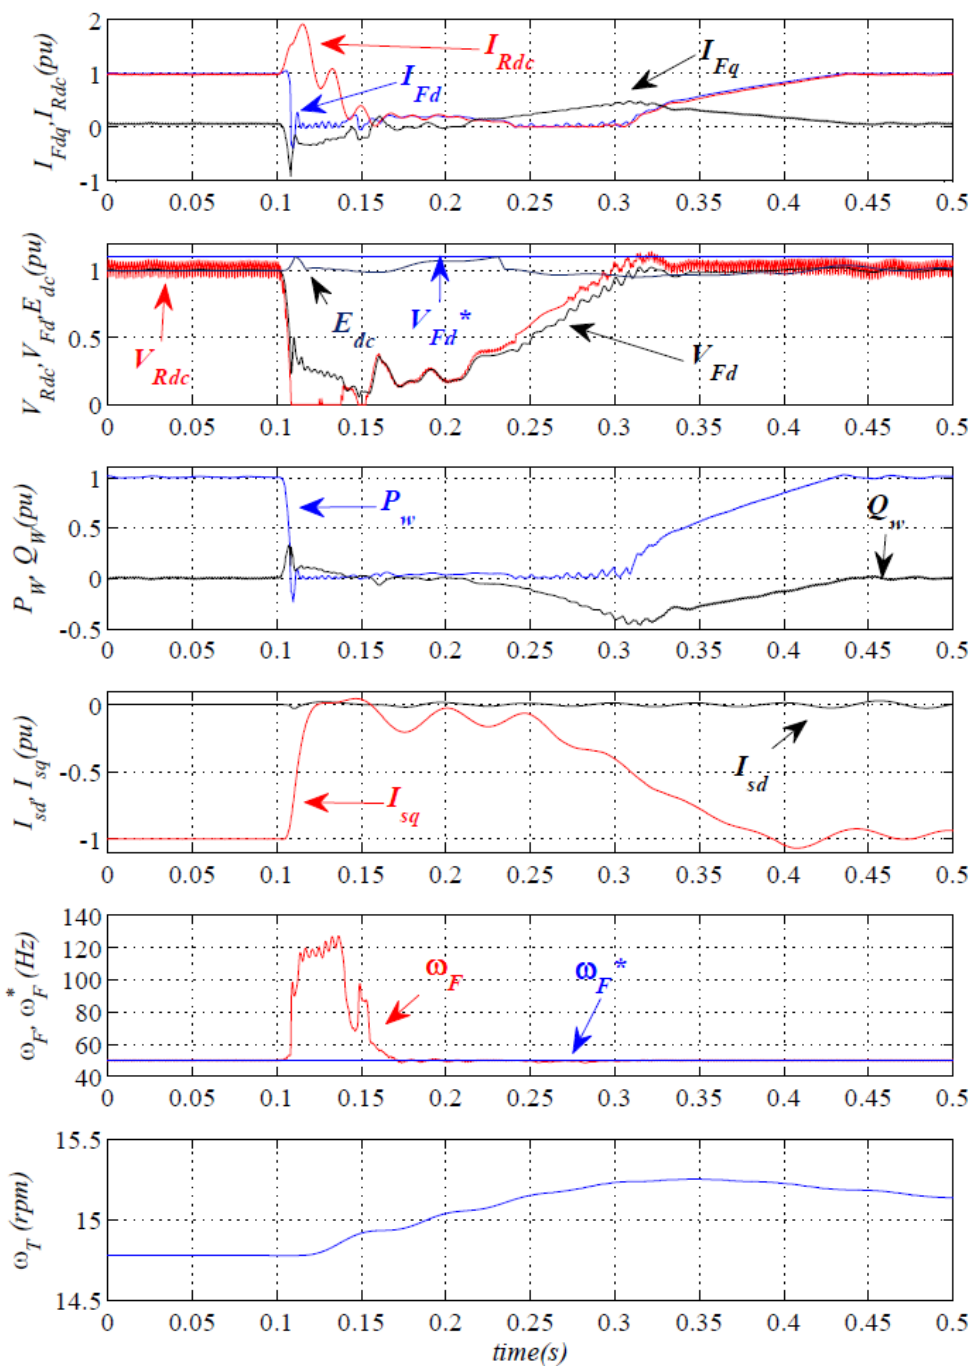 I_Fdq, I_Rdc (pu)
2
1
0
-1
I_Rdc
I_Fd
I_Fq
0 0.05 0.1 0.15 0.2 0.25 0.3 0.35 0.4 0.45 0.5
V_Rdc, V_Fd, E_dc (pu)
1
0.5
0
V_Rdc
E_dc
V_Fd*
V_Fd
0 0.05 0.1 0.15 0.2 0.25 0.3 0.35 0.4 0.45 0.5
P_W, Q_W (pu)
1
0.5
0
-0.5
P_w
Q_w
0 0.05 0.1 0.15 0.2 0.25 0.3 0.35 0.4 0.45 0.5
I_sd, I_sq (pu)
0
-0.5
-1
I_sq
I_sd
0 0.05 0.1 0.15 0.2 0.25 0.3 0.35 0.4 0.45 0.5
ω_F, ω_F* (Hz)
140
120
100
80
60
40
ω_F
ω_F*
0 0.05 0.1 0.15 0.2 0.25 0.3 0.35 0.4 0.45 0.5
ω_T (rpm)
15.5
15
14.5
0 0.05 0.1 0.15 0.2 0.25 0.3 0.35 0.4 0.45 0.5
time(s)